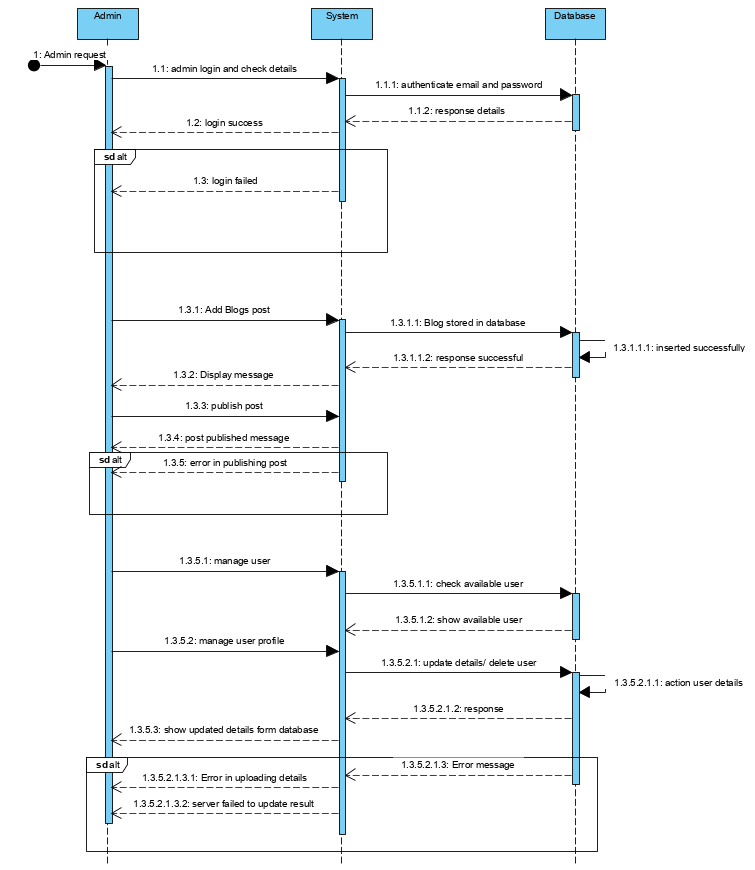 Admin
System
Database
1: Admin request
1.1: admin login and check details
1.1.1: authenticate email and password
1.1.2: response details
1.2: login success
sd alt
1.3: login failed
1.3.1: Add Blogs post
1.3.1.1: Blog stored in database
1.3.1.1.1: inserted successfully
1.3.1.1.2: response successful
1.3.2: Display message
1.3.3: publish post
1.3.4: post published message
sd alt
1.3.5: error in publishing post
1.3.5.1: manage user
1.3.5.1.1: check available user
1.3.5.1.2: show available user
1.3.5.2: manage user profile
1.3.5.2.1: update details/ delete user
1.3.5.2.1.1: action user details
1.3.5.2.1.2: response
1.3.5.3: show updated details form database
sd alt
1.3.5.2.1.3: Error message
1.3.5.2.1.3.1: Error in uploading details
1.3.5.2.1.3.2: server failed to update result